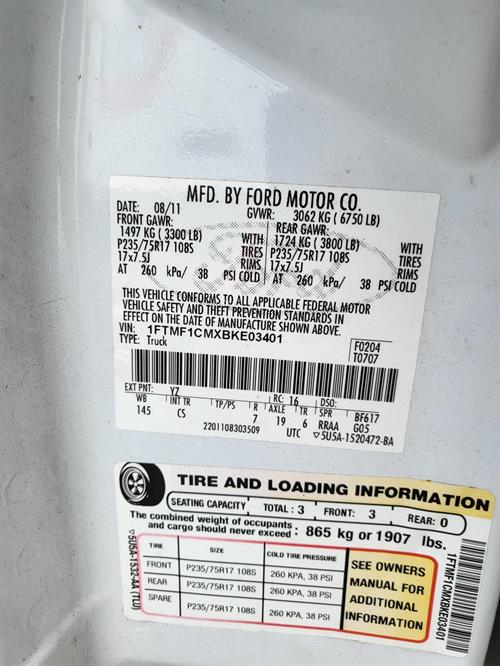 MFD. BY FORD MOTOR CO.
DATE: 08/11 GVWR: 3062 KG ( 6750 LB)
FRONT GAWR: REAR GAWR:
1497 KG ( 3300 LB) WITH 1724 KG ( 3800 LB) WITH
P235/75R17 108S TIRES P235/75R17 108S TIRES
17x7.5J RIMS 17x7.5J RIMS
AT 260 kPa/ 38 PSI COLD AT 260 kPa/ 38 PSI COLD
THIS VEHICLE CONFORMS TO ALL APPLICABLE FEDERAL MOTOR
VEHICLE SAFETY AND THEFT PREVENTION STANDARDS IN
EFFECT ON THE DATE OF MANUFACTURE SHOWN ABOVE.
VIN: 1FTMF1CMXBKE03401 F0204
TYPE: Truck T0707
EXT PNT: YZ RC: 16 DSO:
WB INT TR TP/PS R AXLE TR SPR BF617
145 CS 7 19 6 RRAA G05
2201108303509 UTC ▽5U5A-1520472-BA
TIRE AND LOADING INFORMATION
SEATING CAPACITY TOTAL : 3 FRONT: 3 REAR: 0
The combined weight of occupants
and cargo should never exceed : 865 kg or 1907 lbs.
TIRE SIZE COLD TIRE PRESSURE
FRONT P235/75R17 108S 260 KPA, 38 PSI
REAR P235/75R17 108S 260 KPA, 38 PSI
SPARE P235/75R17 108S 260 KPA, 38 PSI
SEE OWNERS
MANUAL FOR
ADDITIONAL
INFORMATION
▽5U5A-1532-AA (TLU)
1FTMF1CMXBKE03401